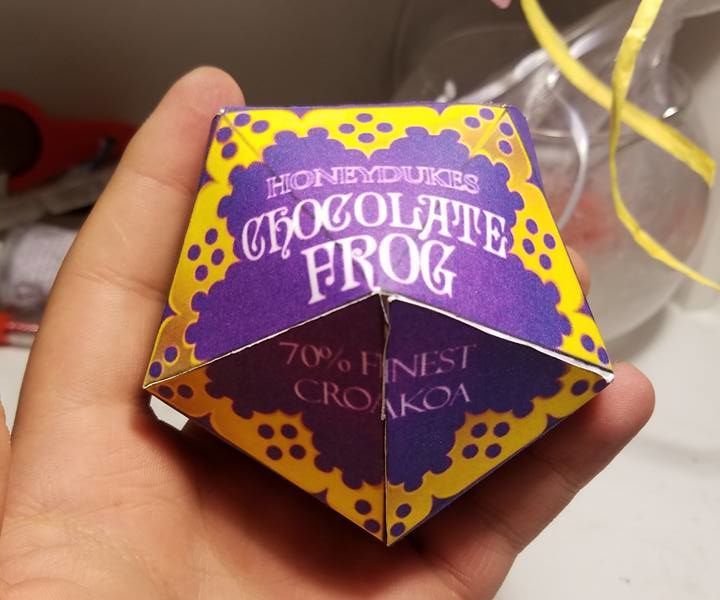 HONEYDUKES
CHOCOLATE
FROG
70% FINEST
CROAKOA